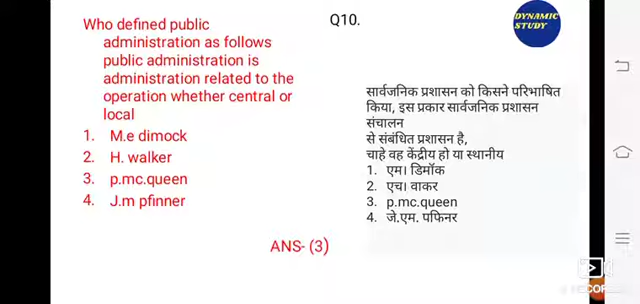 Who defined public
administration as follows
public administration is
administration related to the
operation whether central or
local
1. M.e dimock
2. H. walker
3. p.mc.queen
4. J.m pfinner
ANS- (3)
Q10.
DYNAMIC
STUDY
सार्वजनिक प्रशासन को किसने परिभाषित
किया, इस प्रकार सार्वजनिक प्रशासन
संचालन
से संबंधित प्रशासन है,
चाहे वह केंद्रीय हो या स्थानीय
1. एम। डिमॉक
2. एच। वाकर
3. p.mc.queen
4. जे.एम. पफिनर